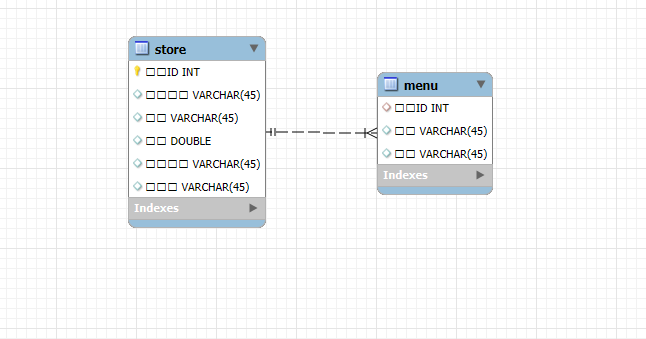 store
□□ID INT
□□□□ VARCHAR(45)
□□ VARCHAR(45)
□□ DOUBLE
□□□□ VARCHAR(45)
□□□ VARCHAR(45)
Indexes
menu
□□ID INT
□□ VARCHAR(45)
□□ VARCHAR(45)
Indexes